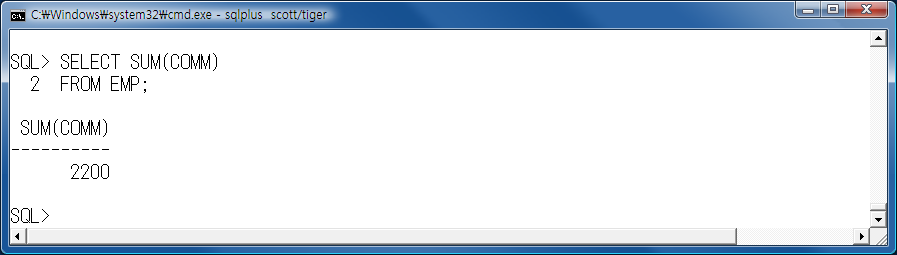 C:₩Windows₩system32₩cmd.exe - sqlplus  scott/tiger
SQL> SELECT SUM(COMM)
  2  FROM EMP;
 SUM(COMM)
----------
      2200
SQL>